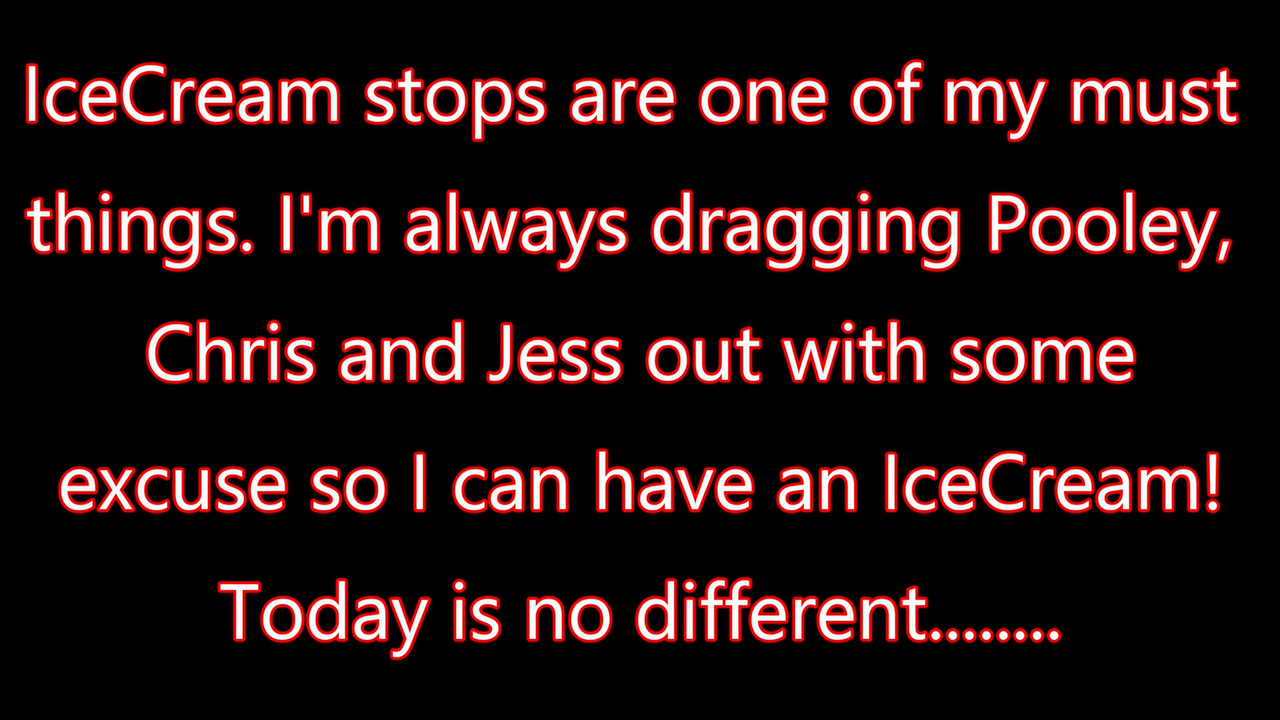 IceCream stops are one of my must
things. I'm always dragging Pooley,
Chris and Jess out with some
excuse so I can have an IceCream!
Today is no different........